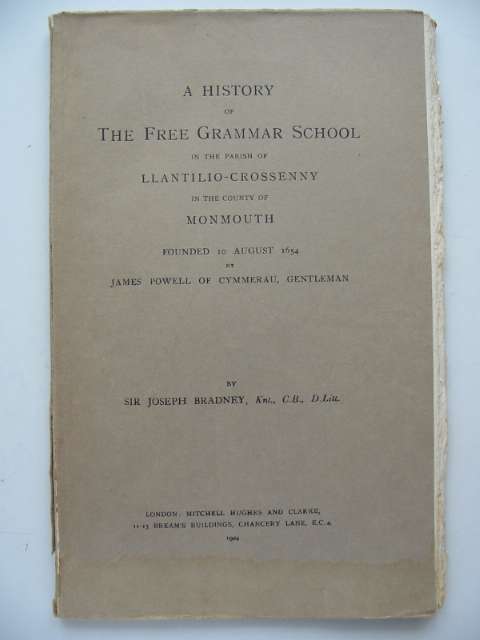 A HISTORY
OF
THE FREE GRAMMAR SCHOOL
IN THE PARISH OF
LLANTILIO-CROSSENNY
IN THE COUNTY OF
MONMOUTH
FOUNDED 10 AUGUST 1654
BY
JAMES POWELL OF CYMMERAU, GENTLEMAN
BY
SIR JOSEPH BRADNEY, Knt., C.B., D.Litt.
LONDON: MITCHELL HUGHES AND CLARKE,
11-13 BREAM'S BUILDINGS, CHANCERY LANE, E.C.4